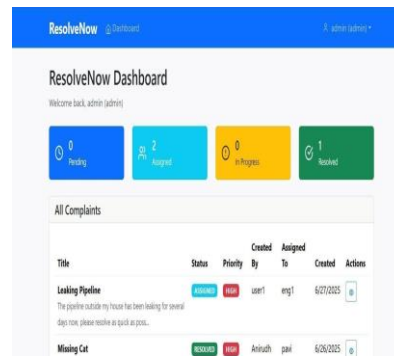 ResolveNow Dashboard admin (admin)
ResolveNow Dashboard
Welcome back, admin (admin)
0
Pending
2
Assigned
0
In Progress
1
Resolved
All Complaints
Title Status Priority Created By Assigned To Created Actions
Leaking Pipeline ASSIGNED HIGH user1 eng1 6/27/2025
The pipeline outside my house has been leaking for several
days now, please resolve as quick as poss..
Missing Cat RESOLVED HIGH Anirudh pavi 6/26/2025